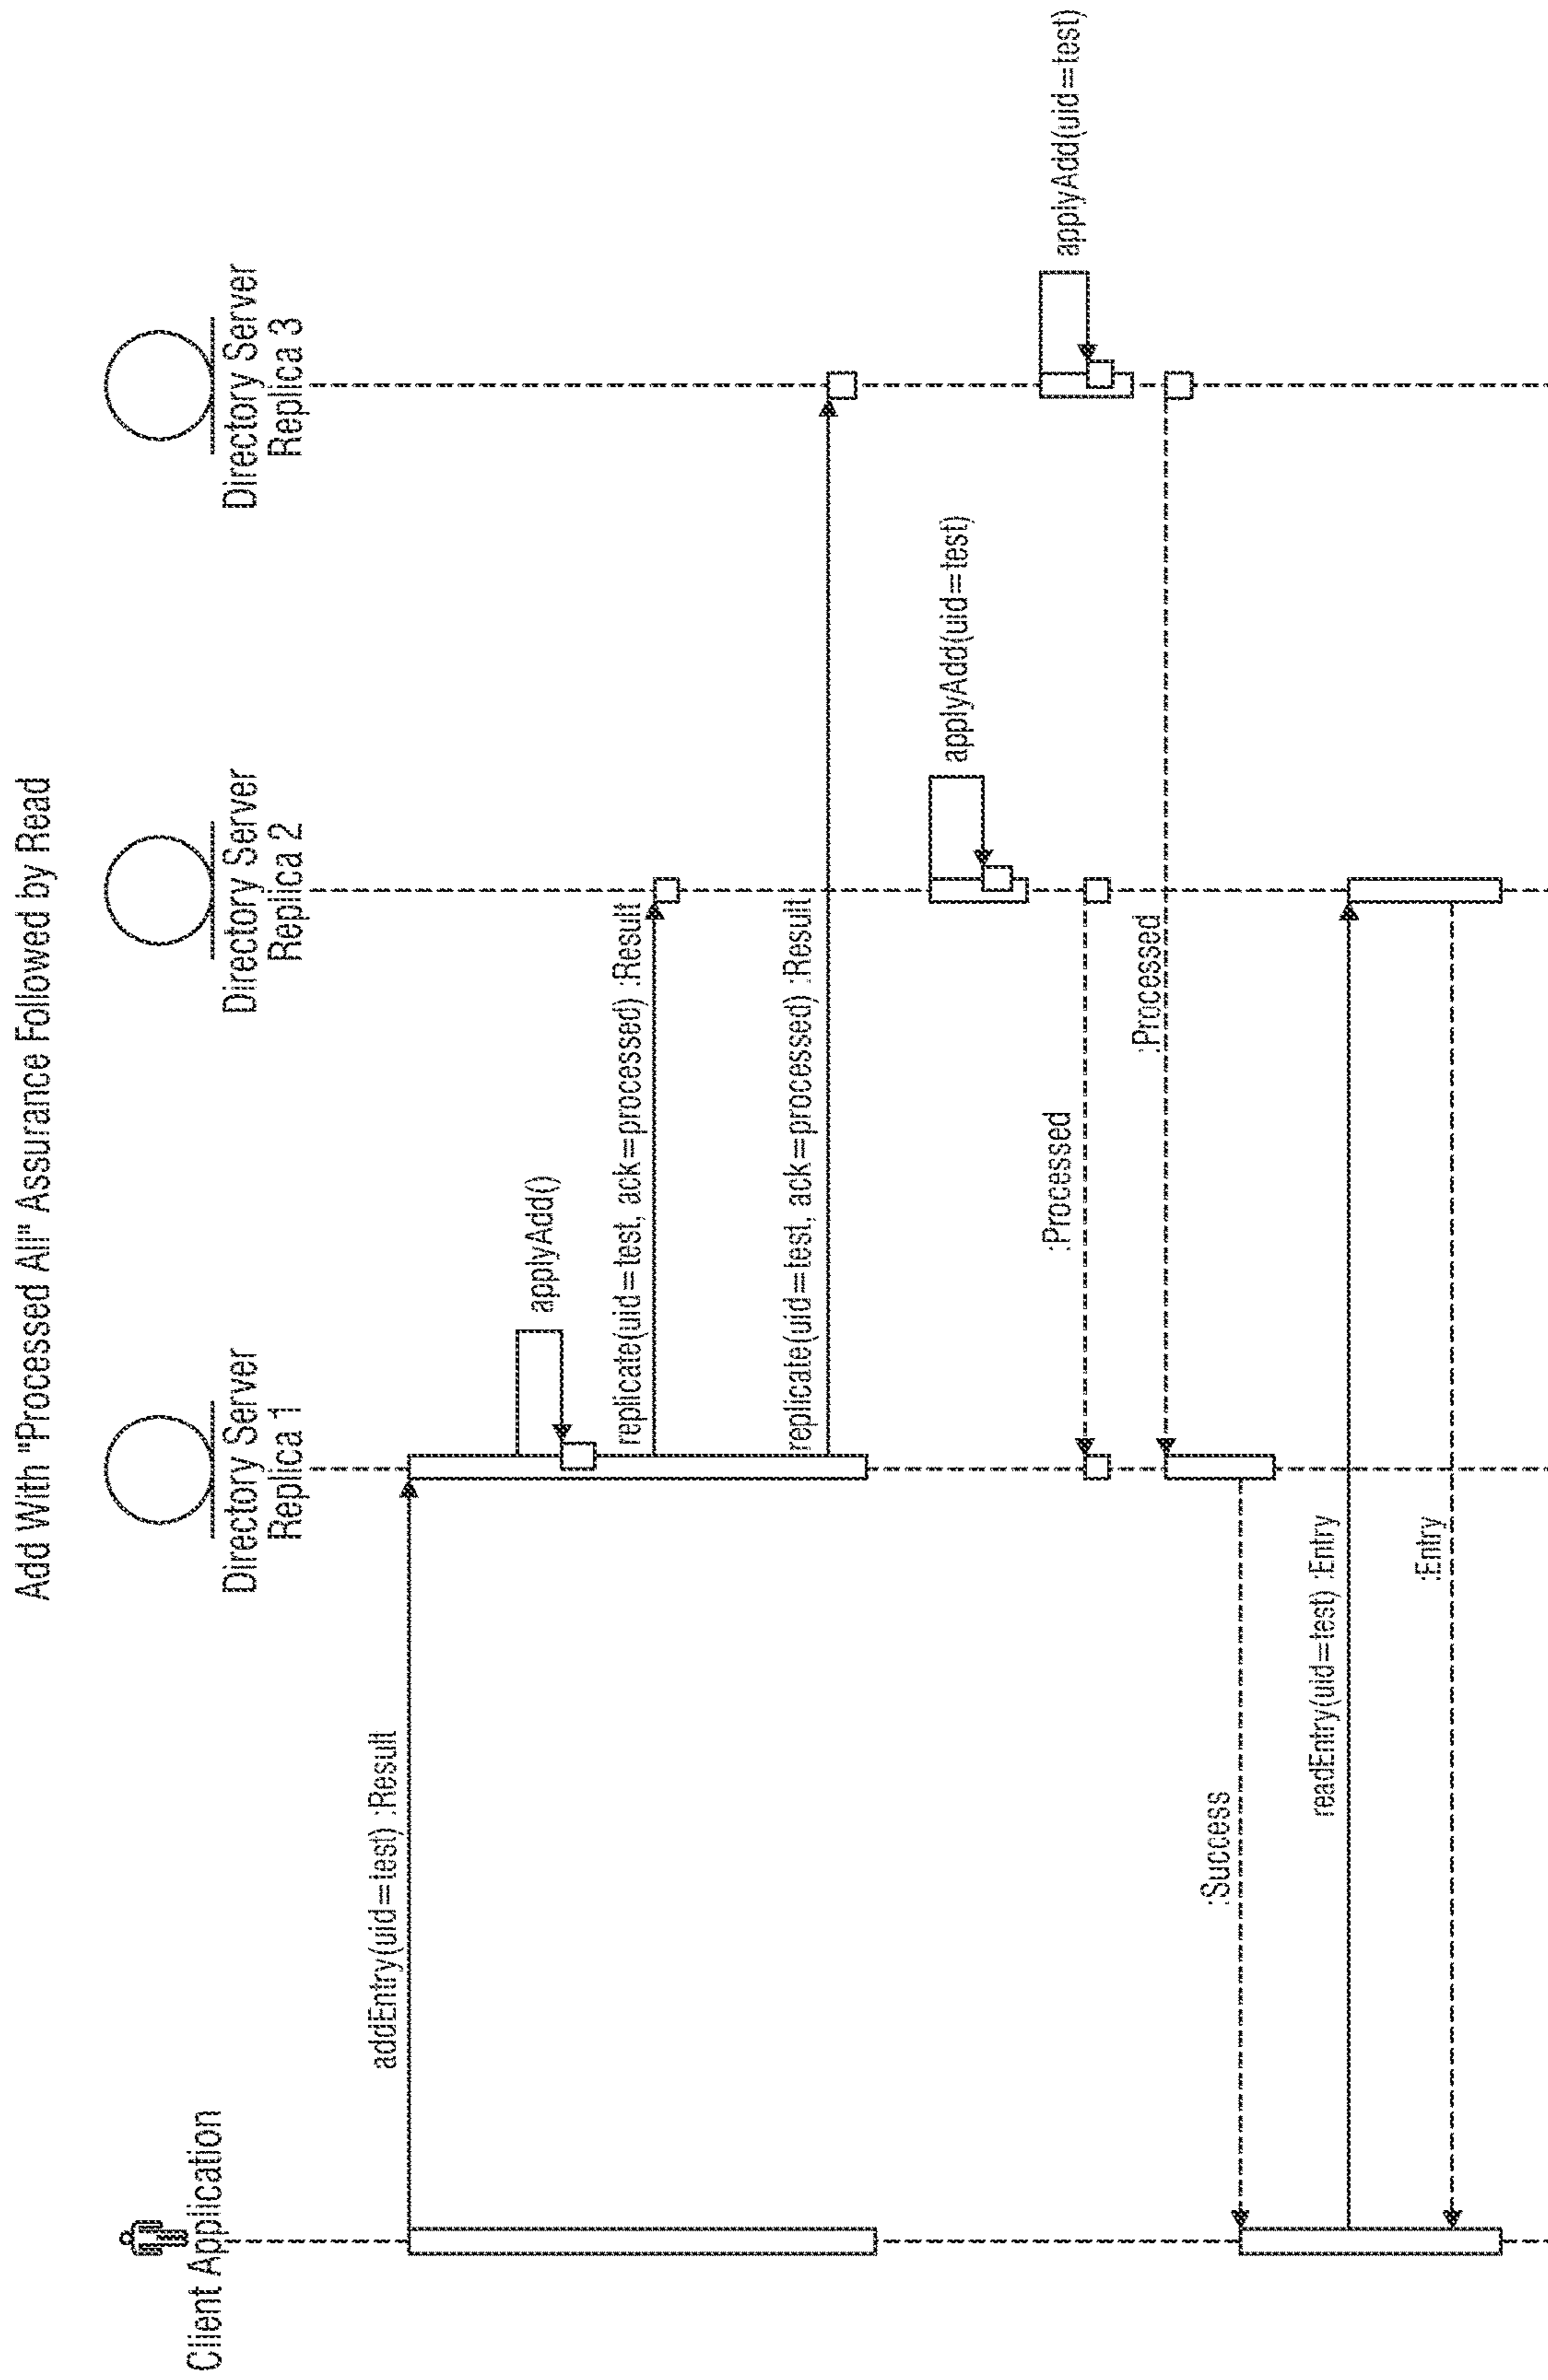 Add With "Processed All" Assurance Followed by Read
Client Application
Directory Server
Replica 1
Directory Server
Replica 2
Directory Server
Replica 3
addEntry(uid=test) :Result
applyAdd()
replicate(uid=test, ack=processed) :Result
replicate(uid=test, ack=processed) :Result
applyAdd(uid=test)
applyAdd(uid=test)
:Processed
:Processed
:Success
readEntry(uid=test) :Entry
:Entry